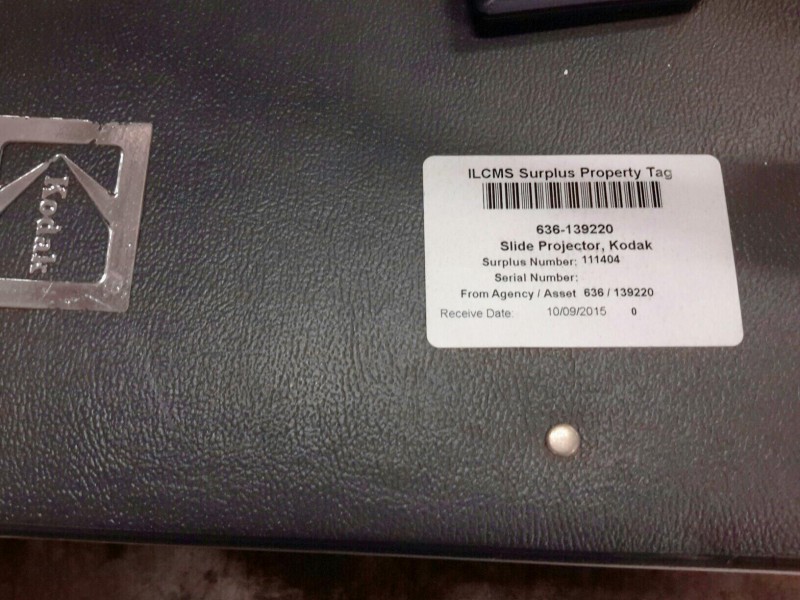 Kodak
ILCMS Surplus Property Tag
636-139220
Slide Projector, Kodak
Surplus Number: 111404
Serial Number:
From Agency / Asset 636 / 139220
Receive Date: 10/09/2015 0